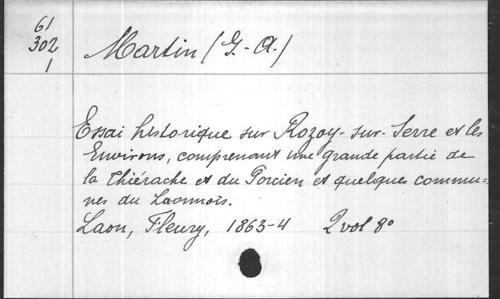 61
302
1
Martin (G.-A.)
Essai historique sur Rozoy-sur-Serre et les
Environs, comprenant une grande partie de
la Thiérache et du Porcien et quelques commu-
nes du Laonnois.
Laon, Fleury, 1863-4 2 vol 8°